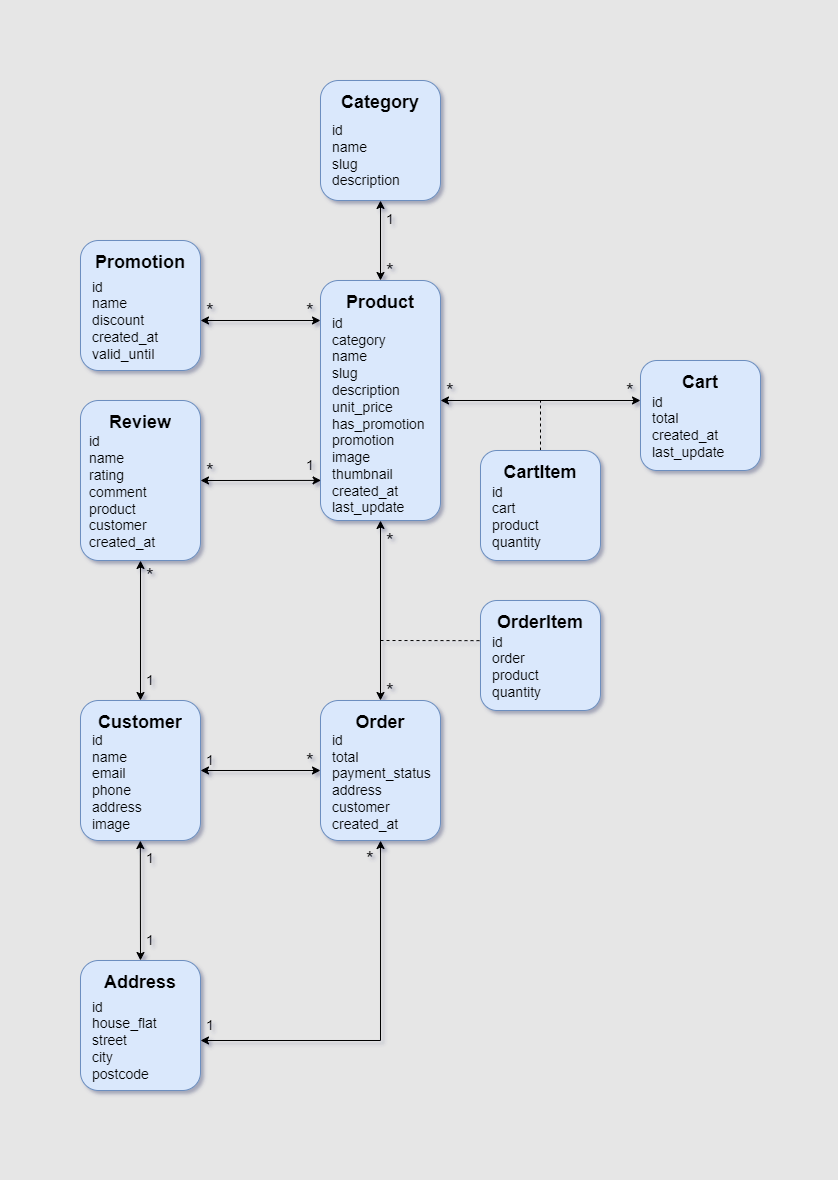 Category
id
name
slug
description
1
*
Promotion
id
name
discount
created_at
valid_until
*
*
Product
id
category
name
slug
description
unit_price
has_promotion
promotion
image
thumbnail
created_at
last_update
*
*
Cart
id
total
created_at
last_update
Review
id
name
rating
comment
product
customer
created_at
*
1
CartItem
id
cart
product
quantity
*
1
*
*
OrderItem
id
order
product
quantity
Customer
id
name
email
phone
address
image
1
*
Order
id
total
payment_status
address
customer
created_at
1
1
*
Address
id
house_flat
street
city
postcode
1